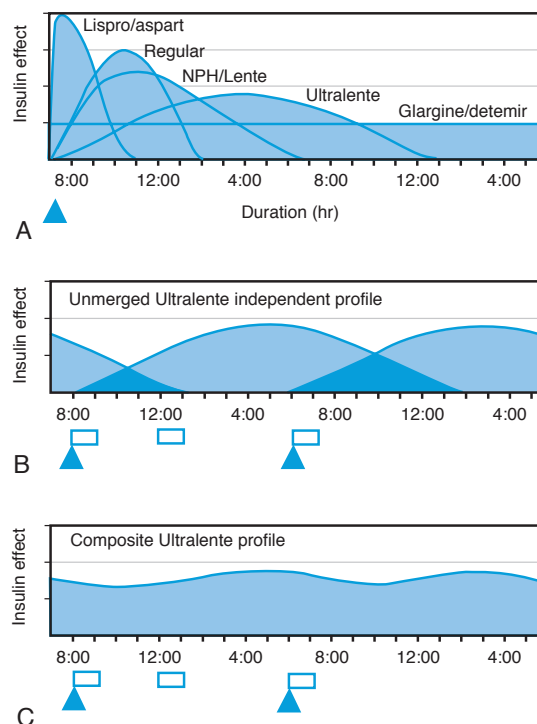 Insulin effect
Lispro/aspart
Regular
NPH/Lente
Ultralente
Glargine/detemir
8:00 12:00 4:00 8:00 12:00 4:00
Duration (hr)
A
Insulin effect
Unmerged Ultralente independent profile
8:00 12:00 4:00 8:00 12:00 4:00
B
Insulin effect
Composite Ultralente profile
8:00 12:00 4:00 8:00 12:00 4:00
C